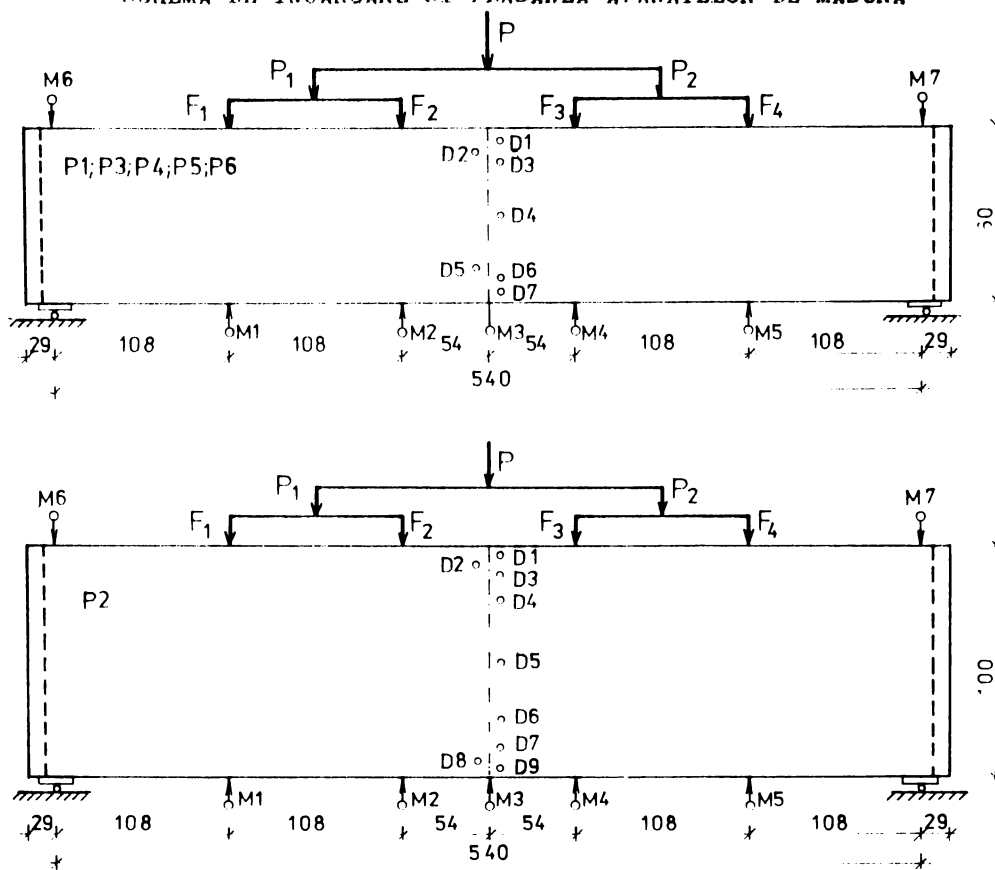 DE MĂSURĂ
P
P1 P2
M6 M7
F1 F2 F3 F4
D1
D2 D3
P1; P3; P4; P5; P6
D4
D5 D6
D7
M1 M2 M3 M4 M5
29 108 108 54 54 108 108 29
540
P
P1 P2
M6 M7
F1 F2 F3 F4
D1
D2 D3
D4
P2
D5
D6
D7
D8 D9
M1 M2 M3 M4 M5
29 108 108 54 54 108 108 29
540